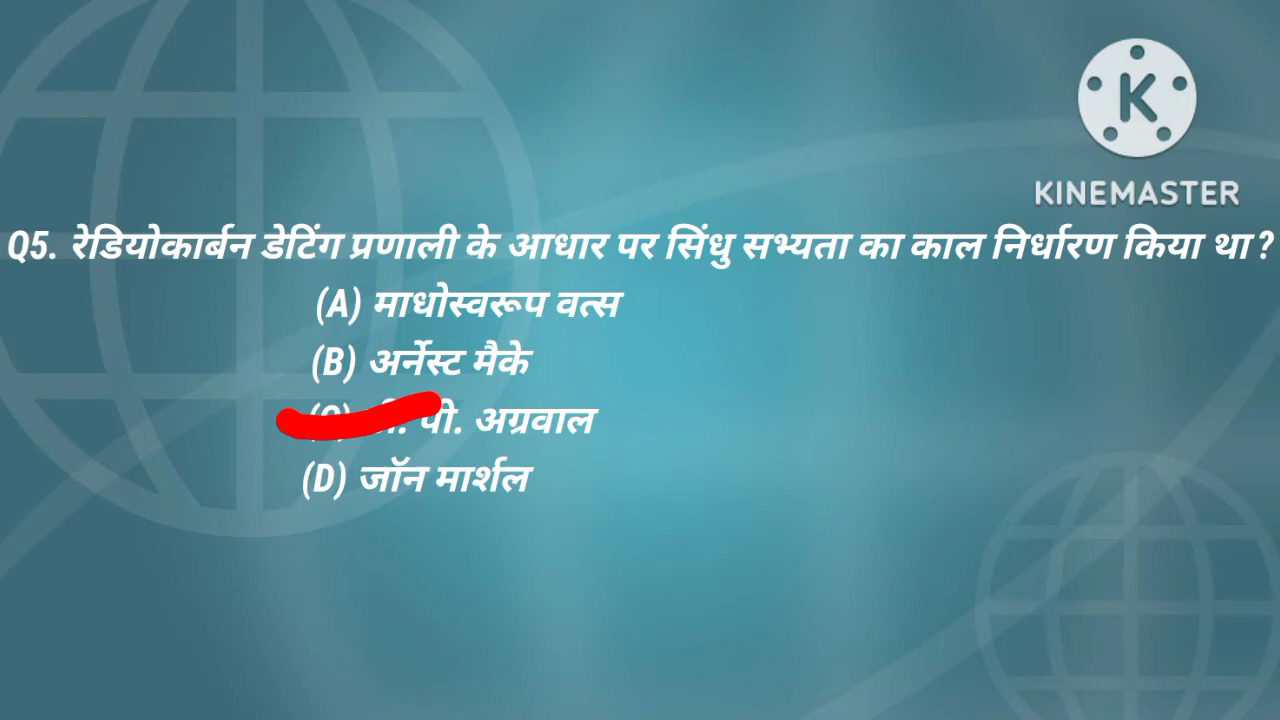 KINEMASTER
Q5. रेडियोकार्बन डेटिंग प्रणाली के आधार पर सिंधु सभ्यता का काल निर्धारण किया था?
(A) माधोस्वरूप वत्स
(B) अर्नेस्ट मैके
पी. अग्रवाल
(D) जॉन मार्शल